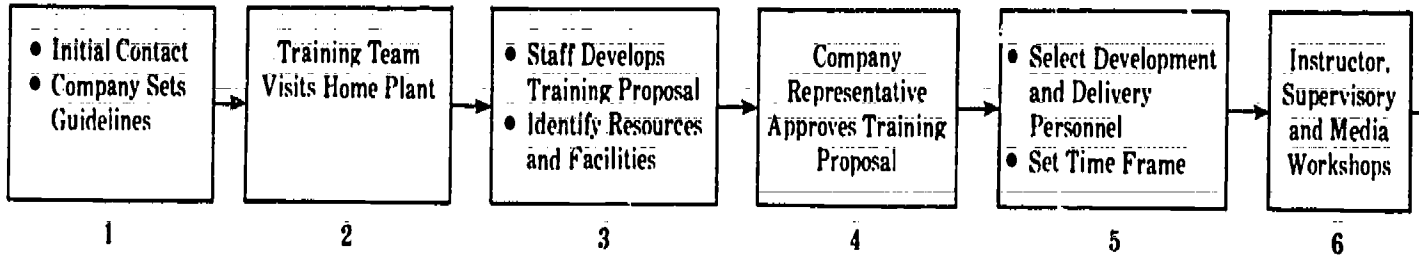 ● Initial Contact
● Company Sets
Guidelines
1
Training Team
Visits Home Plant
2
● Staff Develops
Training Proposal
● Identify Resources
and Facilities
3
Company
Representative
Approves Training
Proposal
4
● Select Development
and Delivery
Personnel
● Set Time Frame
5
Instructor,
Supervisory
and Media
Workshops
6